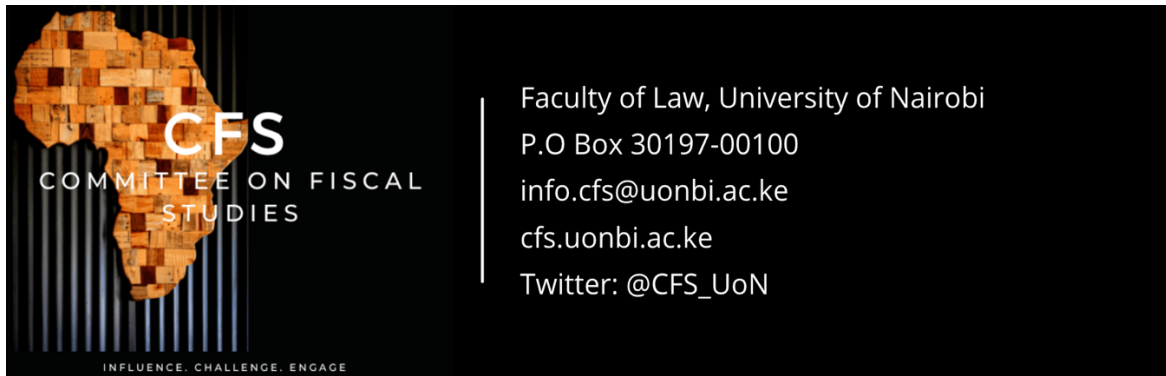 CFS
COMMITTEE ON FISCAL
STUDIES
INFLUENCE. CHALLENGE. ENGAGE
Faculty of Law, University of Nairobi
P.O Box 30197-00100
info.cfs@uonbi.ac.ke
cfs.uonbi.ac.ke
Twitter: @CFS_UoN